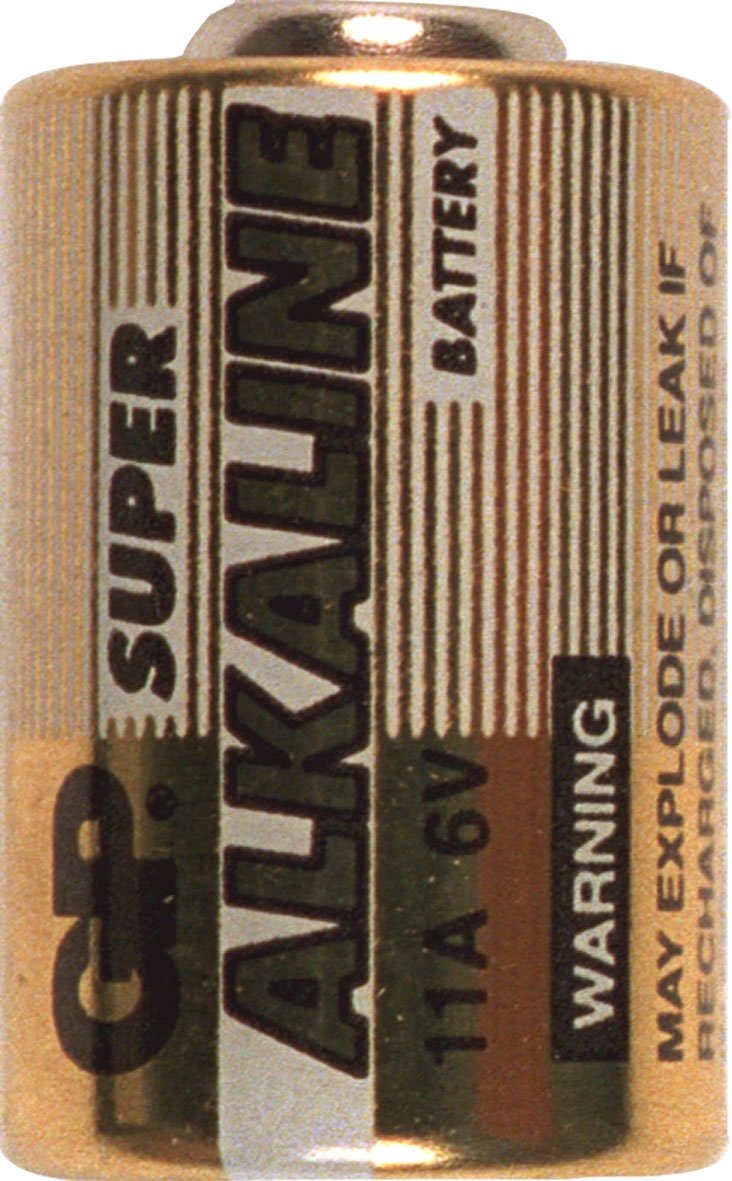 GP®
SUPER
ALKALINE
BATTERY
11A 6V
WARNING
MAY EXPLODE OR LEAK IF
RECHARGED, DISPOSED OF